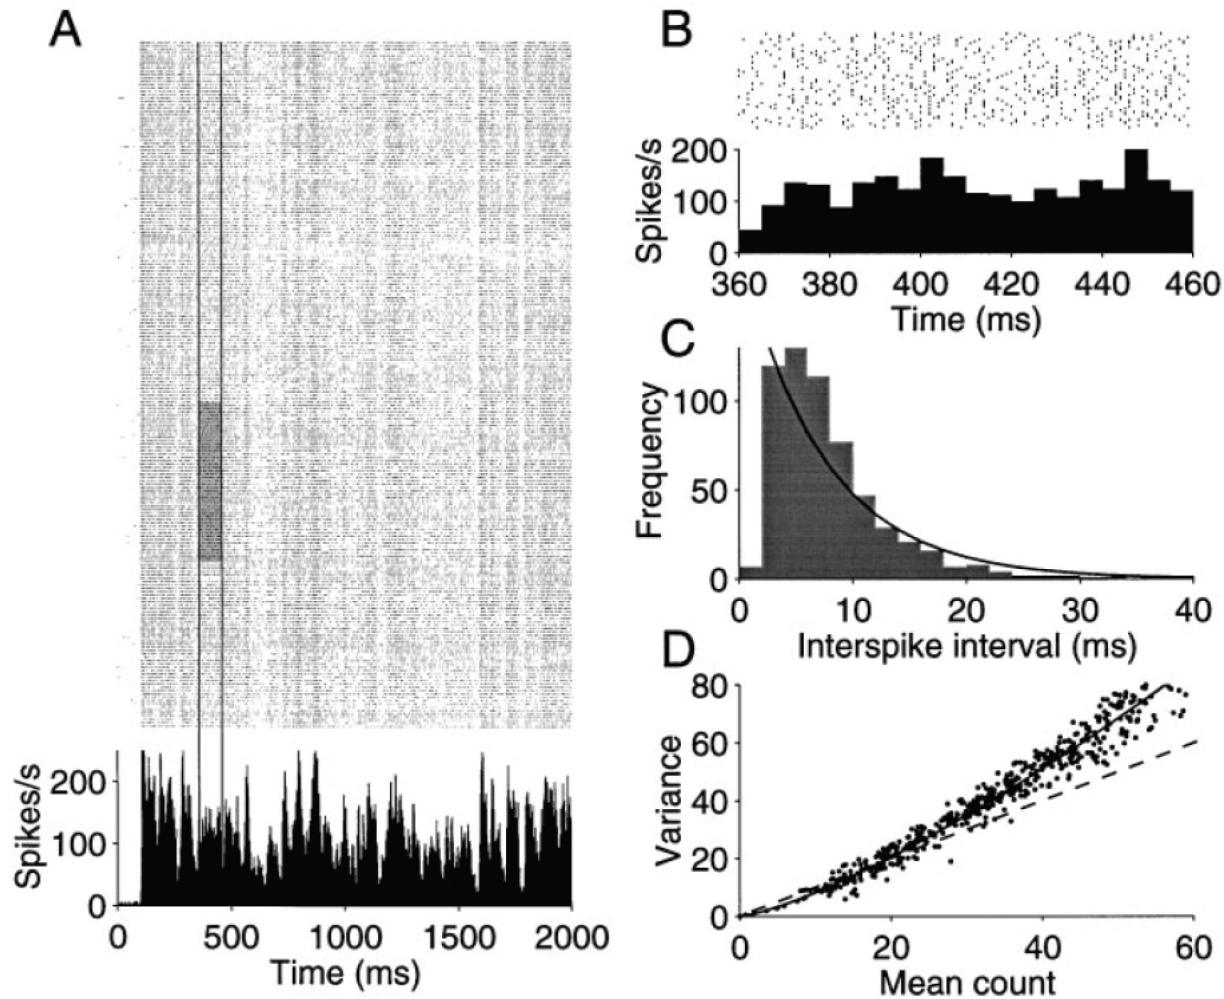 A
200
100
0
Spikes/s
0 500 1000 1500 2000
Time (ms)
B
200
100
0
Spikes/s
360 380 400 420 440 460
Time (ms)
C
100
50
0
Frequency
0 10 20 30 40
Interspike interval (ms)
D
80
60
40
20
0
Variance
0 20 40 60
Mean count